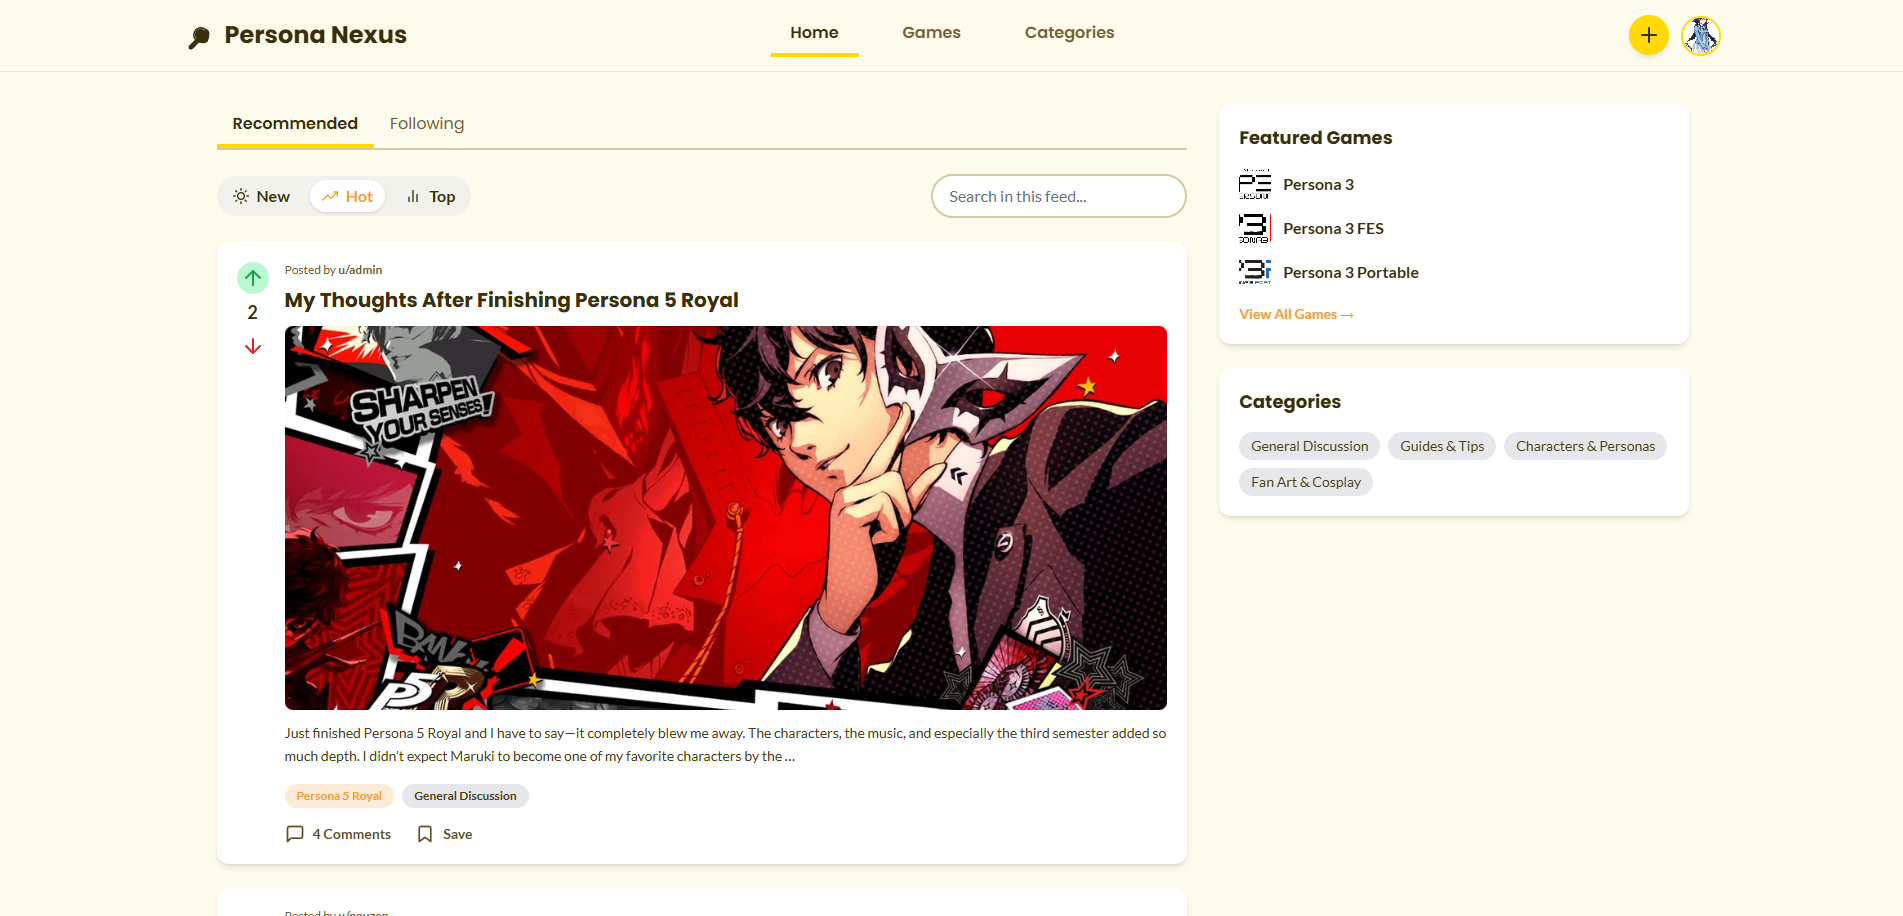 Persona Nexus
Home
Games
Categories
Recommended
Following
New
Hot
Top
Search in this feed...
Posted by u/admin
2
My Thoughts After Finishing Persona 5 Royal
SHARPEN
YOUR SENSES!
BANK
P5
Just finished Persona 5 Royal and I have to say—it completely blew me away. The characters, the music, and especially the third semester added so
much depth. I didn't expect Maruki to become one of my favorite characters by the ...
Persona 5 Royal
General Discussion
4 Comments
Save
Posted by u/nouzen
Featured Games
Persona 3
Persona 3 FES
Persona 3 Portable
View All Games →
Categories
General Discussion
Guides & Tips
Characters & Personas
Fan Art & Cosplay